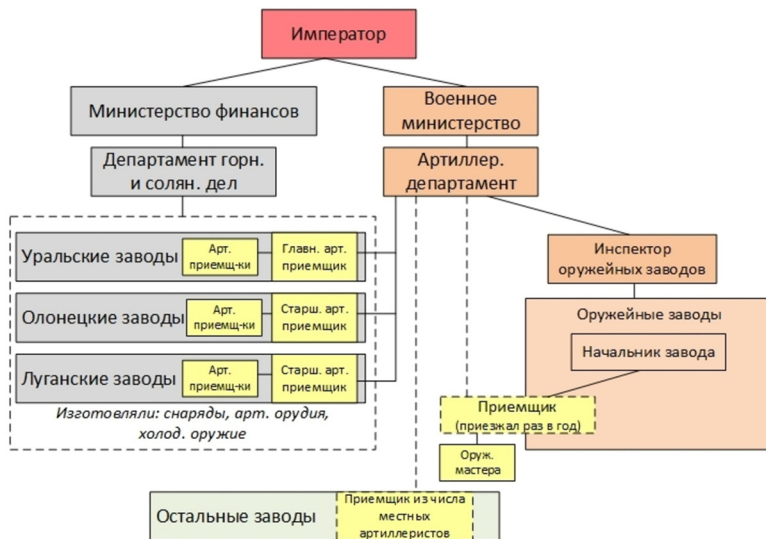 Император
Министерство финансов
Военное
министерство
Департамент горн.
и солян. дел
Артиллер.
департамент
Уральские заводы
Арт.
приемщ-ки
Главн. арт.
приемщик
Инспектор
оружейных заводов
Олонецкие заводы
Арт.
приемщ-ки
Старш. арт.
приемщик
Оружейные заводы
Начальник завода
Луганские заводы
Арт.
приемщ-ки
Старш. арт.
приемщик
Изготовляли: снаряды, арт. орудия,
холод. оружие
Приемщик
(приезжал раз в год)
Оруж.
мастера
Остальные заводы
Приемщик из числа
местных
артиллеристов